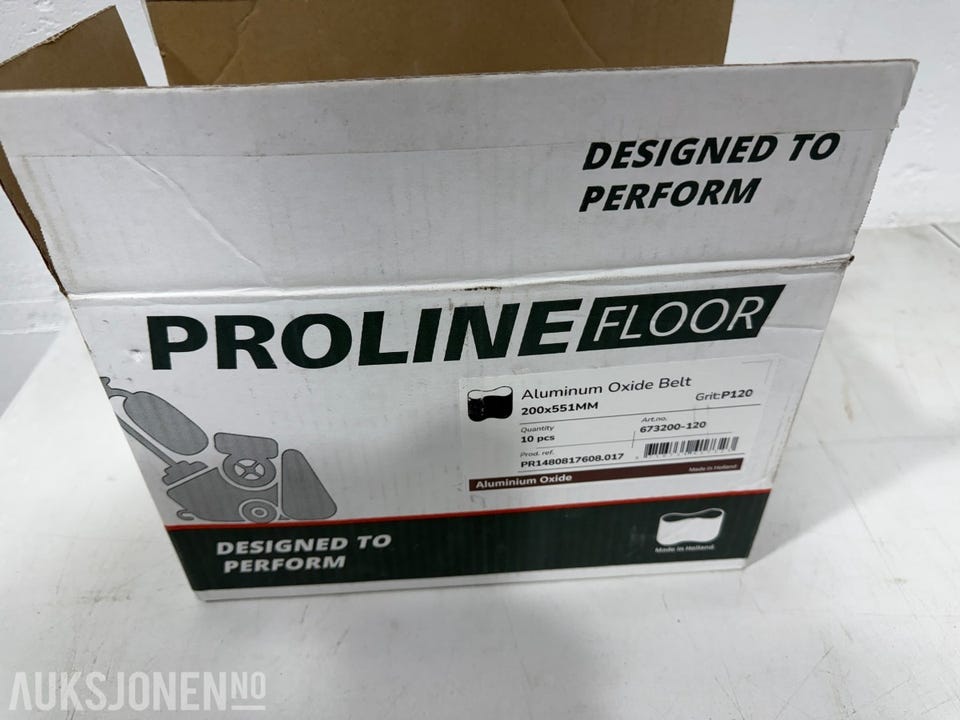 DESIGNED TO
PERFORM
PROLINE FLOOR
Aluminum Oxide Belt
200x551MM
Grit:P120
Quantity
10 pcs
Art.no.
673200-120
Prod. ref.
PR1480817608.017
Aluminium Oxide
Made in Holland
DESIGNED TO
PERFORM
Made in Holland
AUKSJONEN NO